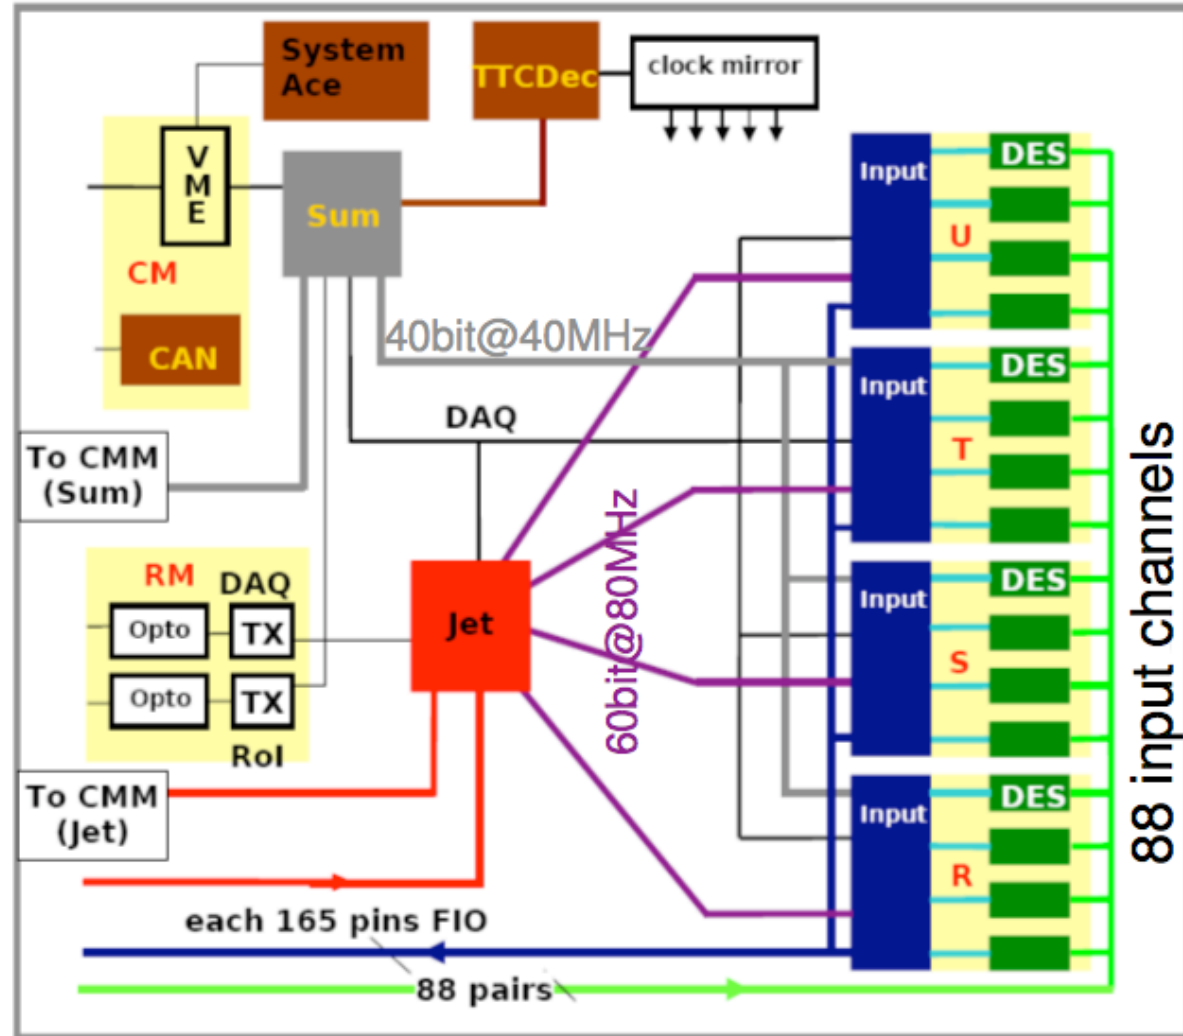 System
Ace
TTCDec
clock mirror
V
M
E
Sum
CM
CAN
40bit@40MHz
DAQ
To CMM
(Sum)
RM
DAQ
Opto
TX
Opto
TX
RoI
Jet
60bit@80MHz
To CMM
(Jet)
each 165 pins FIO
88 pairs
Input
DES
U
Input
DES
T
Input
DES
S
Input
DES
R
88 input channels